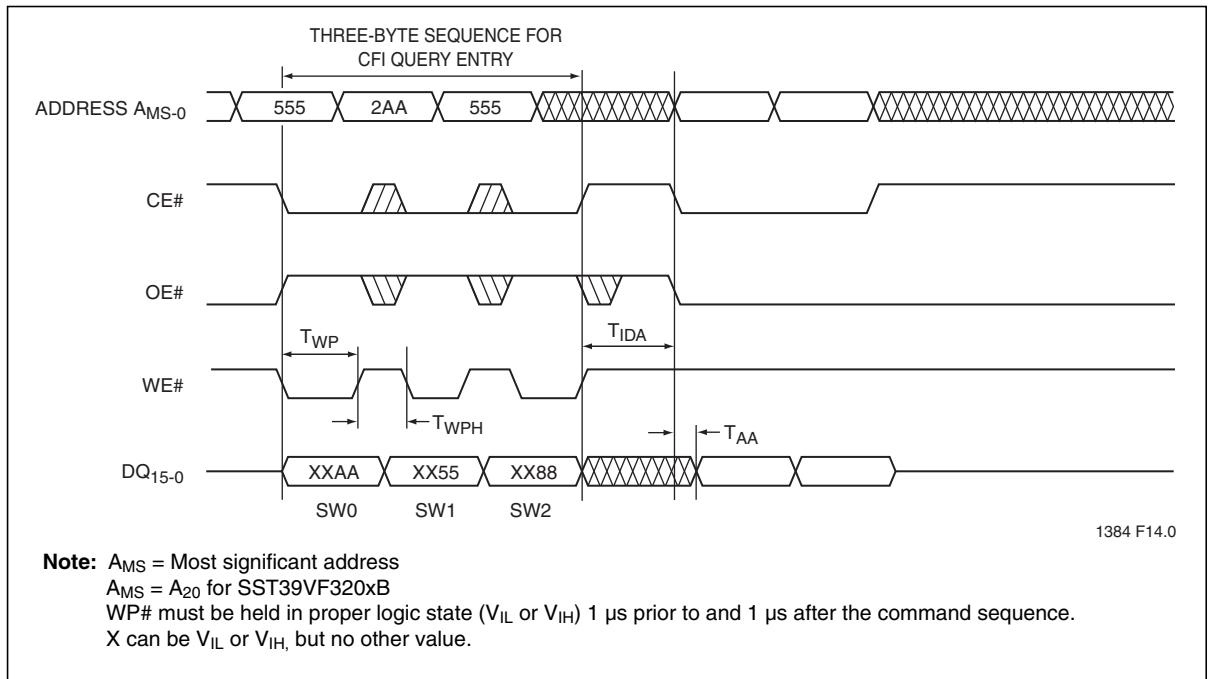 THREE-BYTE SEQUENCE FOR
CFI QUERY ENTRY
ADDRESS AMS-0
555 2AA 555
CE#
OE#
TWP TIDA
WE#
TWPH TAA
DQ15-0
XXAA XX55 XX88
SW0 SW1 SW2
1384 F14.0
Note: AMS = Most significant address
AMS = A20 for SST39VF320xB
WP# must be held in proper logic state (VIL or VIH) 1 µs prior to and 1 µs after the command sequence.
X can be VIL or VIH, but no other value.